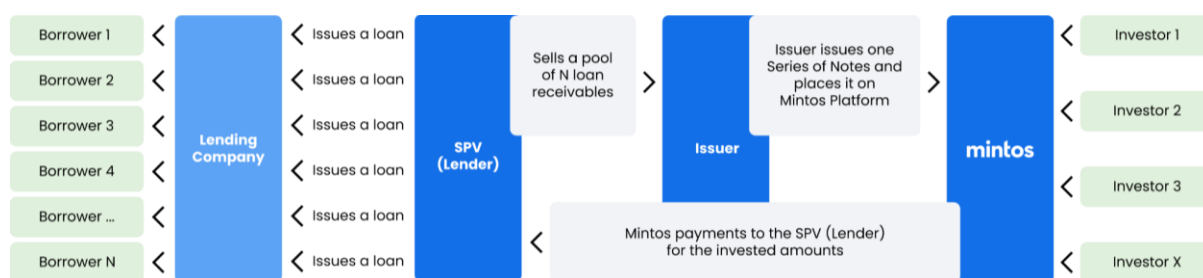 Borrower 1
Borrower 2
Borrower 3
Borrower 4
Borrower ...
Borrower N
Lending
Company
Issues a loan
Issues a loan
Issues a loan
Issues a loan
Issues a loan
Issues a loan
SPV
(Lender)
Sells a pool
of N loan
receivables
Issuer
Issuer issues one
Series of Notes and
places it on
Mintos Platform
Mintos payments to the SPV (Lender)
for the invested amounts
mintos
Investor 1
Investor 2
Investor 3
Investor X